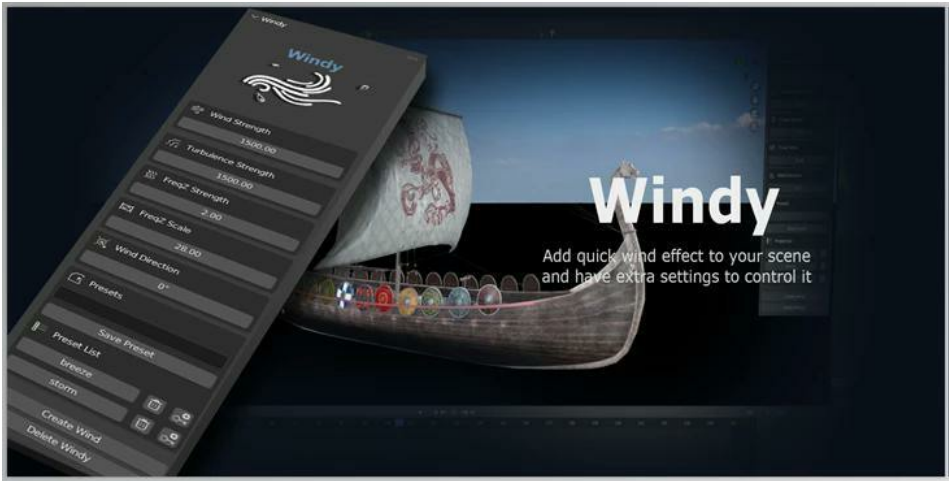 Windy
Windy
Wind Strength
1500.00
Turbulence Strength
1500.00
FreqZ Strength
2.00
FreqZ Scale
28.00
Wind Direction
0°
Presets
Save Preset
Preset List
breeze
storm
Create Wind
Delete Windy
Windy
Add quick wind effect to your scene
and have extra settings to control it